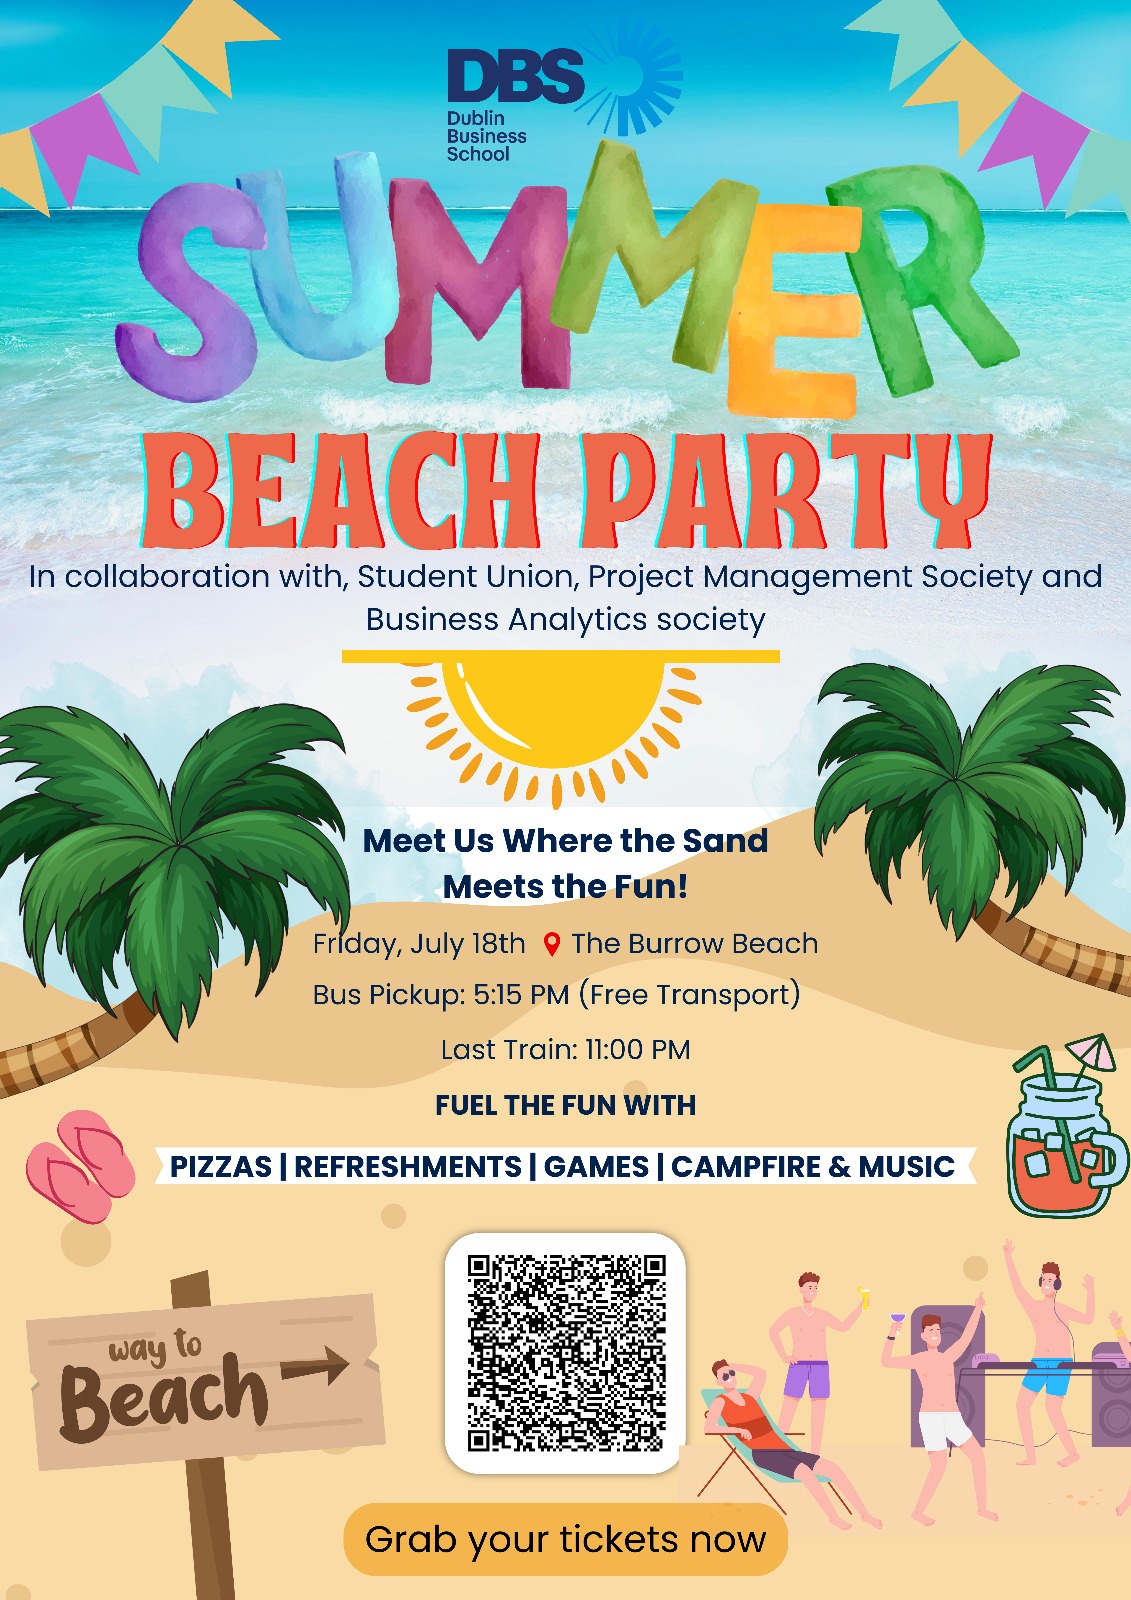 DBS
Dublin
Business
School
SUMMER
BEACH PARTY
In collaboration with, Student Union, Project Management Society and
Business Analytics society
Meet Us Where the Sand
Meets the Fun!
Friday, July 18th The Burrow Beach
Bus Pickup: 5:15 PM (Free Transport)
Last Train: 11:00 PM
FUEL THE FUN WITH
PIZZAS | REFRESHMENTS | GAMES | CAMPFIRE & MUSIC
way to
Beach
Grab your tickets now